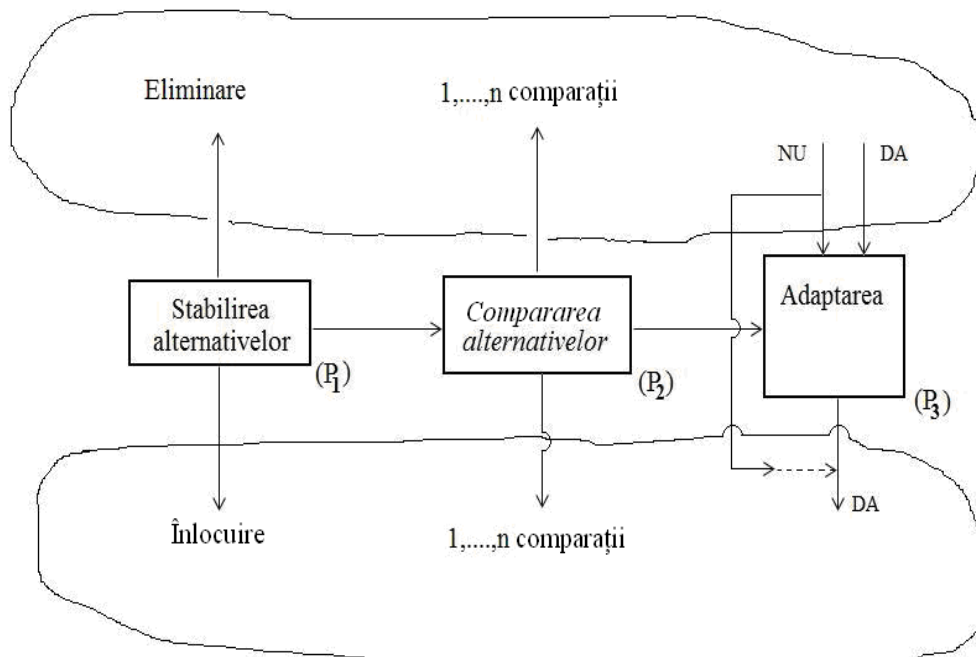 Eliminare
1,....,n comparații
NU
DA
Stabilirea
alternativelor
(P1)
Compararea
alternativelor
(P2)
Adaptarea
(P3)
DA
Înlocuire
1,....,n comparații